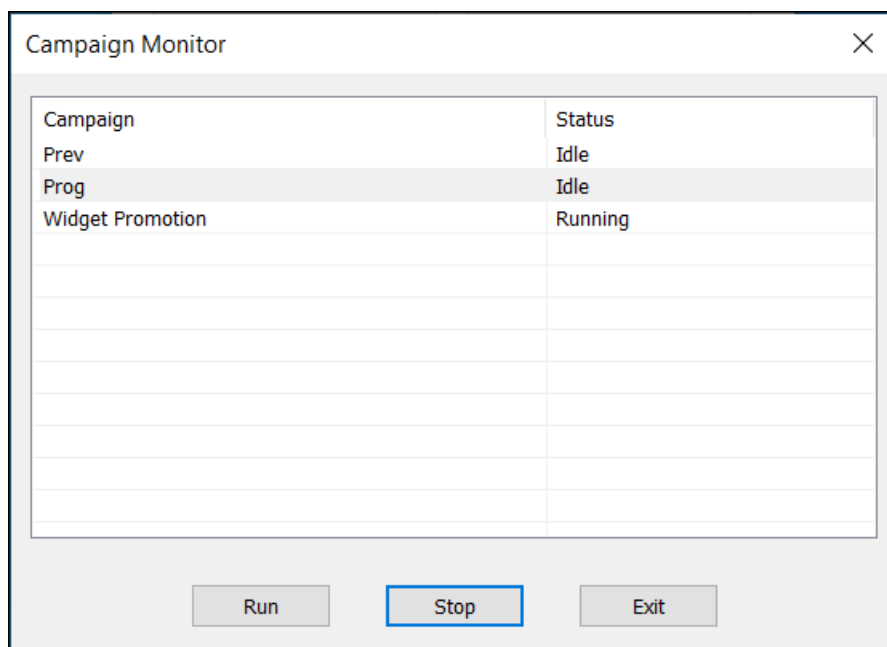 Campaign Monitor
Campaign Status
Prev Idle
Prog Idle
Widget Promotion Running
Run Stop Exit